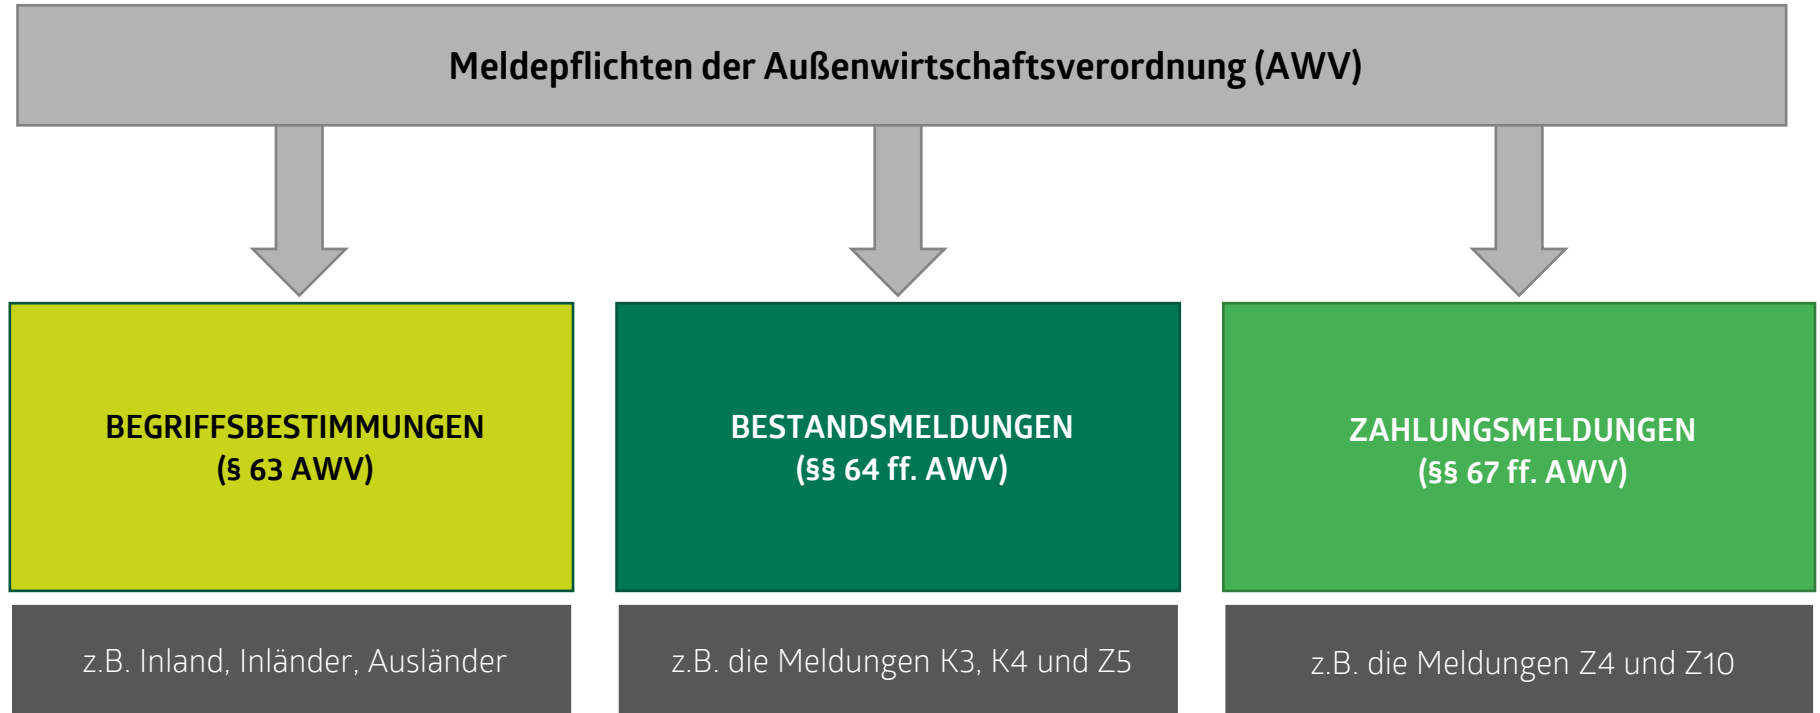 Meldepflichten der Außenwirtschaftsverordnung (AWV)
BEGRIFFSBESTIMMUNGEN
(§ 63 AWV)
z.B. Inland, Inländer, Ausländer
BESTANDSMELDUNGEN
(§§ 64 ff. AWV)
z.B. die Meldungen K3, K4 und Z5
ZAHLUNGSMELDUNGEN
(§§ 67 ff. AWV)
z.B. die Meldungen Z4 und Z10